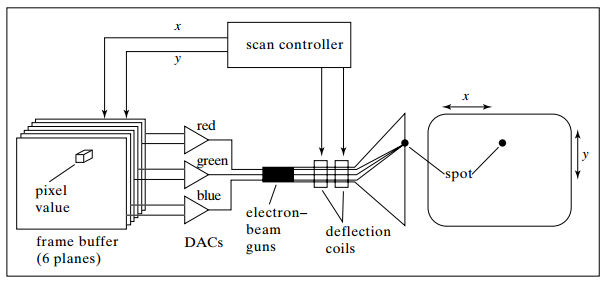 x
y
scan controller
red
green
blue
pixel
value
frame buffer
(6 planes)
DACs
electron–
beam
guns
deflection
coils
spot
x
y